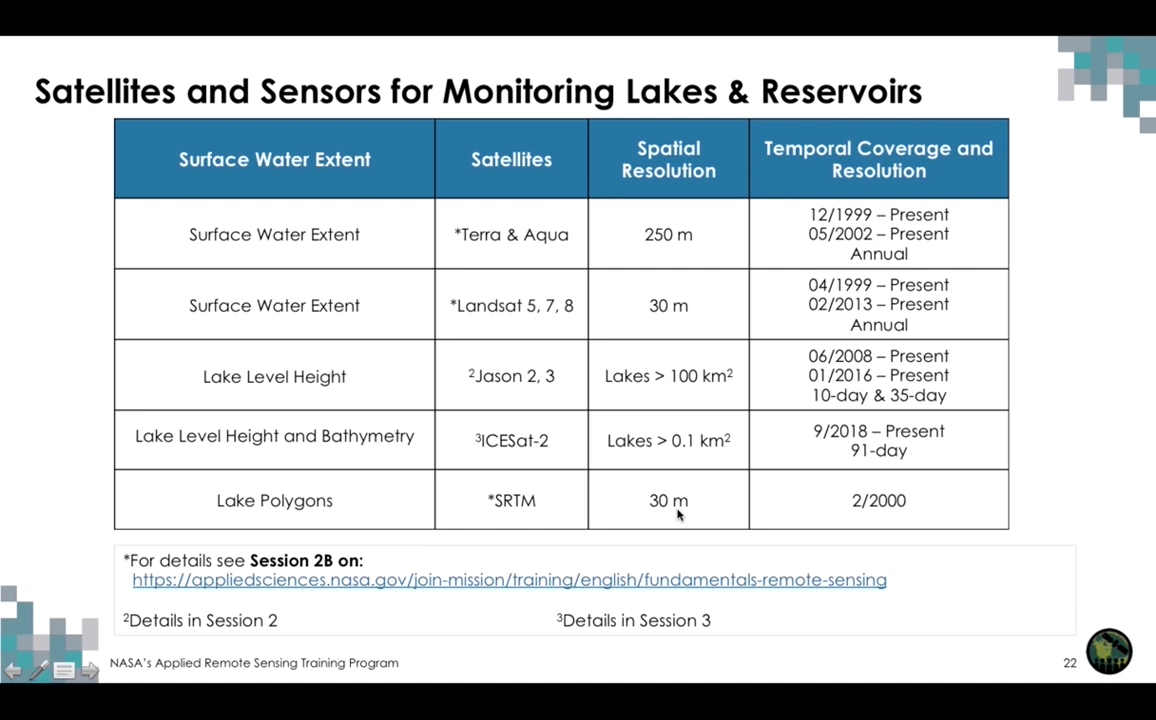 Satellites and Sensors for Monitoring Lakes & Reservoirs
Surface Water Extent
Satellites
Spatial
Resolution
Temporal Coverage and
Resolution
Surface Water Extent
*Terra & Aqua
250 m
12/1999 – Present
05/2002 – Present
Annual
Surface Water Extent
*Landsat 5, 7, 8
30 m
04/1999 – Present
02/2013 – Present
Annual
Lake Level Height
²Jason 2, 3
Lakes > 100 km²
06/2008 – Present
01/2016 – Present
10-day & 35-day
Lake Level Height and Bathymetry
³ICESat-2
Lakes > 0.1 km²
9/2018 – Present
91-day
Lake Polygons
*SRTM
30 m
2/2000
*For details see Session 2B on:
https://appliedsciences.nasa.gov/join-mission/training/english/fundamentals-remote-sensing
²Details in Session 2
³Details in Session 3
NASA's Applied Remote Sensing Training Program
22